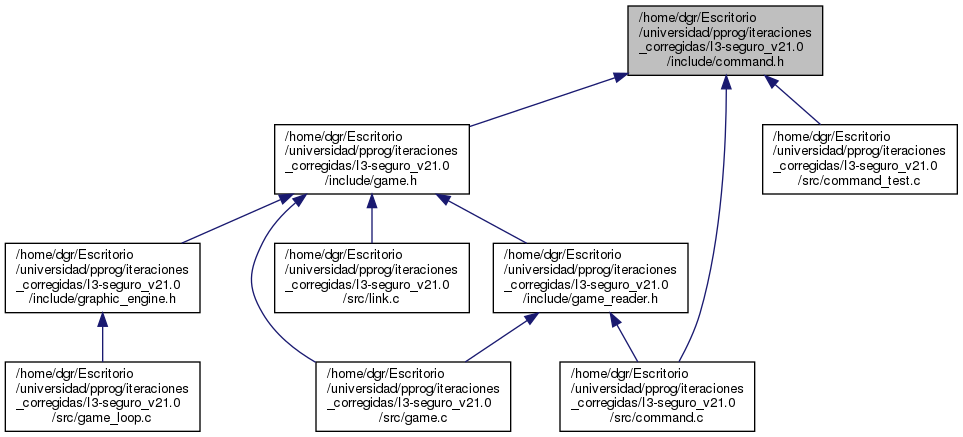 /home/dgr/Escritorio
/universidad/pprog/iteraciones
_corregidas/I3-seguro_v21.0
/include/command.h
/home/dgr/Escritorio
/universidad/pprog/iteraciones
_corregidas/I3-seguro_v21.0
/include/game.h
/home/dgr/Escritorio
/universidad/pprog/iteraciones
_corregidas/I3-seguro_v21.0
/src/command_test.c
/home/dgr/Escritorio
/universidad/pprog/iteraciones
_corregidas/I3-seguro_v21.0
/include/graphic_engine.h
/home/dgr/Escritorio
/universidad/pprog/iteraciones
_corregidas/I3-seguro_v21.0
/src/link.c
/home/dgr/Escritorio
/universidad/pprog/iteraciones
_corregidas/I3-seguro_v21.0
/include/game_reader.h
/home/dgr/Escritorio
/universidad/pprog/iteraciones
_corregidas/I3-seguro_v21.0
/src/game_loop.c
/home/dgr/Escritorio
/universidad/pprog/iteraciones
_corregidas/I3-seguro_v21.0
/src/game.c
/home/dgr/Escritorio
/universidad/pprog/iteraciones
_corregidas/I3-seguro_v21.0
/src/command.c